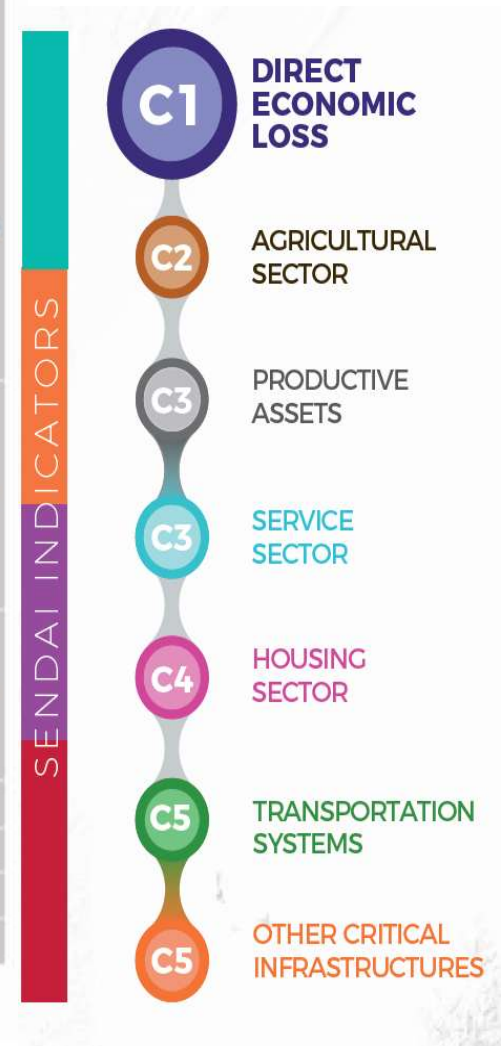 SENDAI INDICATORS
C1
DIRECT
ECONOMIC
LOSS
C2
AGRICULTURAL
SECTOR
C3
PRODUCTIVE
ASSETS
C3
SERVICE
SECTOR
C4
HOUSING
SECTOR
C5
TRANSPORTATION
SYSTEMS
C5
OTHER CRITICAL
INFRASTRUCTURES